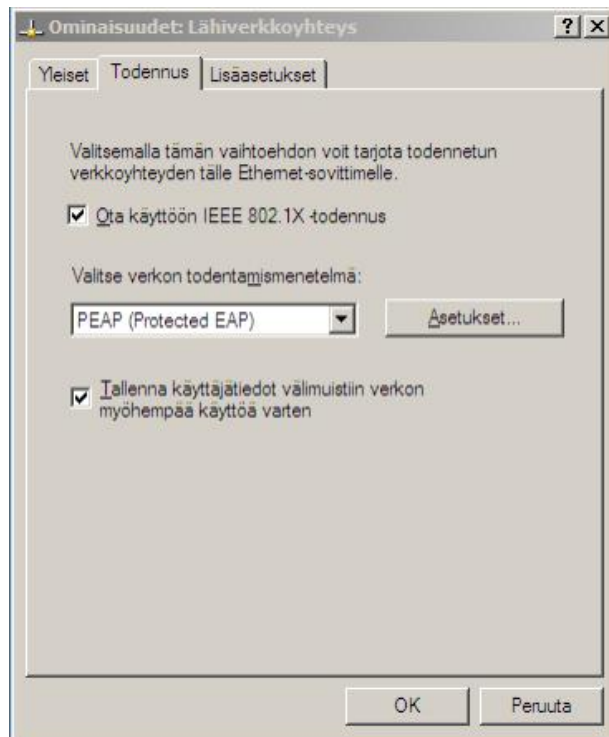 Ominaisuudet: Lähiverkkoyhteys
Yleiset Todennus Lisäasetukset
Valitsemalla tämän vaihtoehdon voit tarjota todennetun
verkkoyhteyden tälle Ethernet-sovittimelle.
Ota käyttöön IEEE 802.1X -todennus
Valitse verkon todentamismenetelmä:
PEAP (Protected EAP) Asetukset...
Tallenna käyttäjätiedot välimuistiin verkon
myöhempää käyttöä varten
OK Peruuta